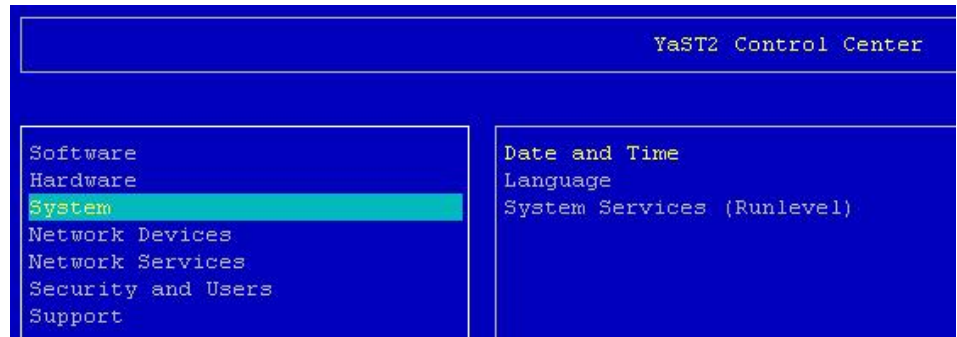 YaST2 Control Center
Software
Hardware
System
Network Devices
Network Services
Security and Users
Support
Date and Time
Language
System Services (Runlevel)